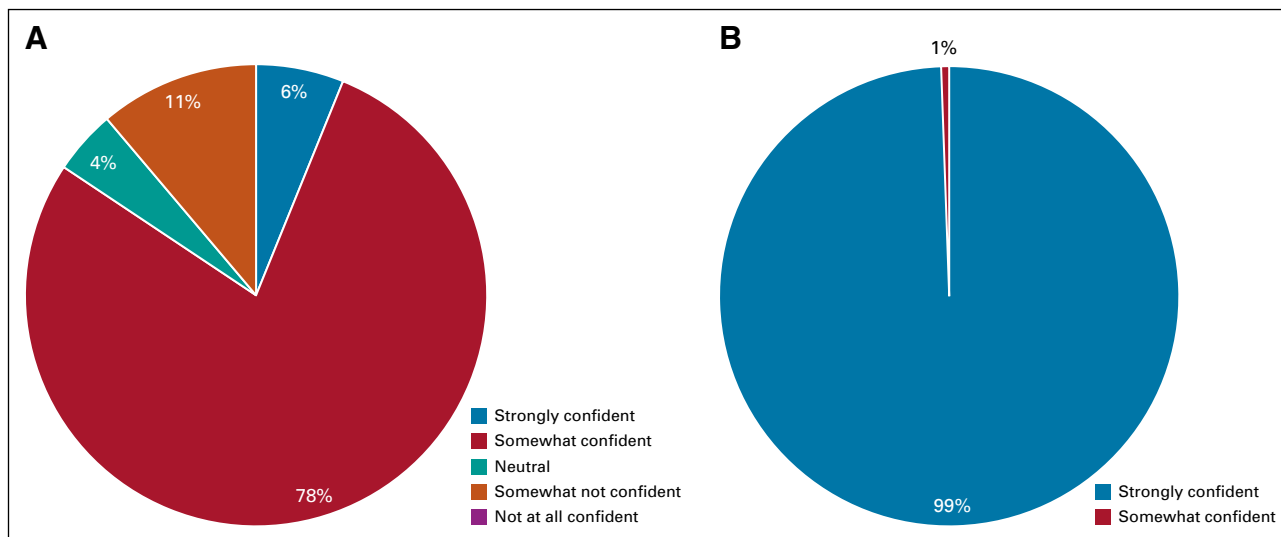 A
6%
11%
4%
78%
Strongly confident
Somewhat confident
Neutral
Somewhat not confident
Not at all confident
B
1%
99%
Strongly confident
Somewhat confident